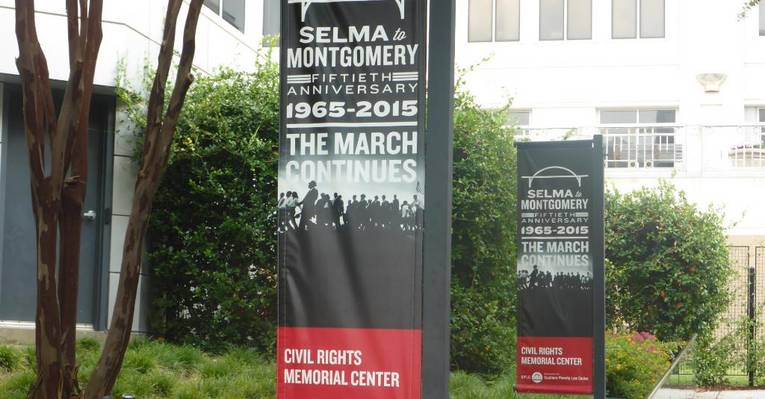 SELMA to
MONTGOMERY
FIFTIETH
ANNIVERSARY
1965-2015
THE MARCH
CONTINUES
CIVIL RIGHTS
MEMORIAL CENTER
SELMA to
MONTGOMERY
FIFTIETH
ANNIVERSARY
1965-2015
THE MARCH
CONTINUES
CIVIL RIGHTS
MEMORIAL CENTER
SPLC
Southern Poverty Law Center